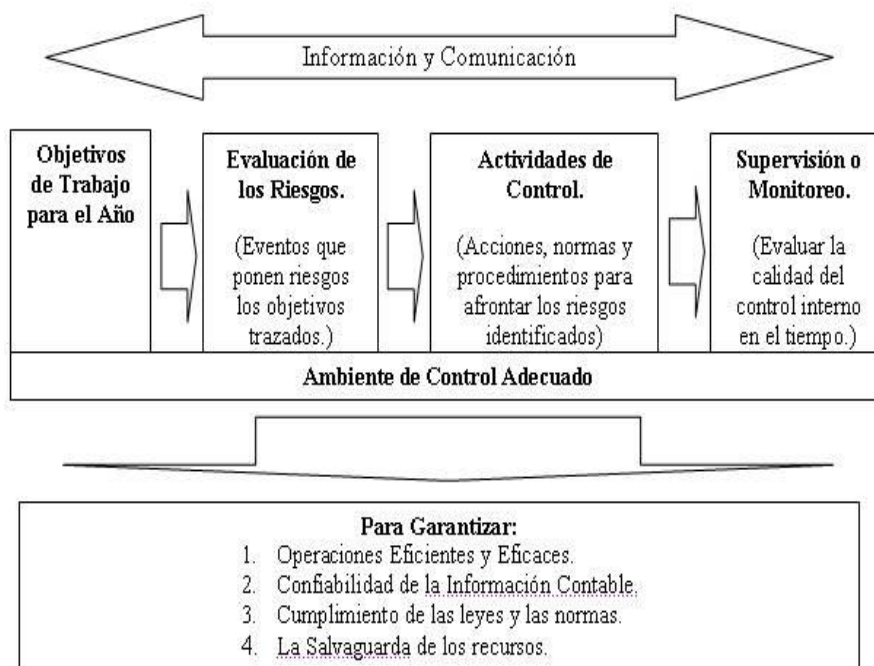 Información y Comunicación
Objetivos
de Trabajo
para el Año
Evaluación de
los Riesgos.
(Eventos que
ponen riesgos
los objetivos
trazados.)
Actividades de
Control.
(Acciones, normas y
procedimientos para
afrontar los riesgos
identificados)
Supervisión o
Monitoreo.
(Evaluar la
calidad del
control interno
en el tiempo.)
Ambiente de Control Adecuado
Para Garantizar:
1. Operaciones Eficientes y Eficaces.
2. Confiabilidad de la Información Contable.
3. Cumplimiento de las leyes y las normas.
4. La Salvaguarda de los recursos.